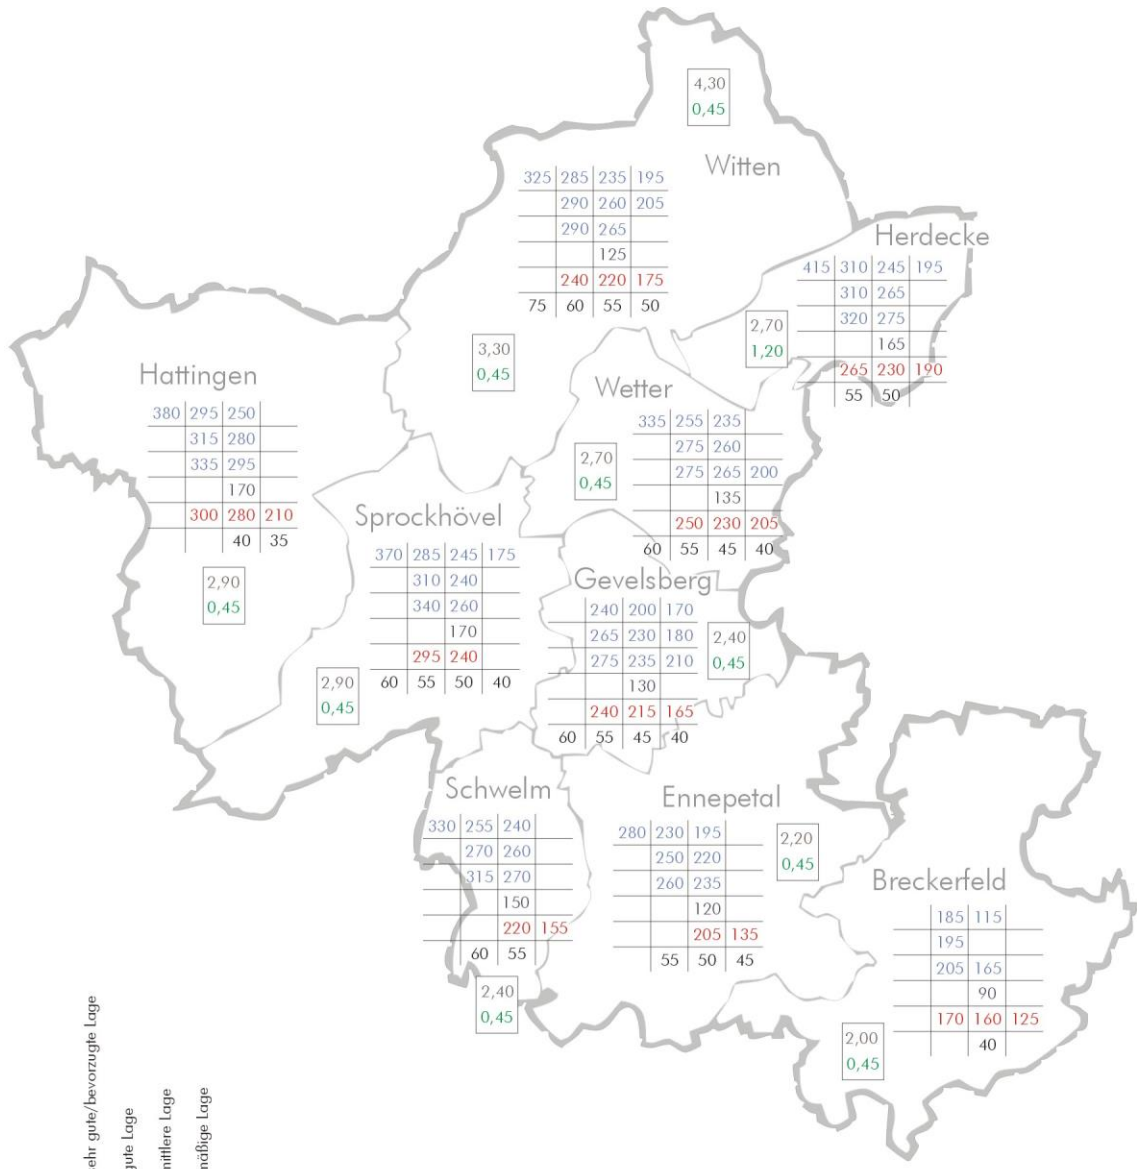 4,30
0,45
Witten
325 285 235 195
290 260 205
290 265
125
240 220 175
75 60 55 50
3,30
0,45
Herdecke
415 310 245 195
310 265
320 275
165
265 230 190
55 50
2,70
1,20
Hattingen
380 295 250
315 280
335 295
170
300 280 210
40 35
2,90
0,45
Wetter
335 255 235
275 260
275 265 200
135
250 230 205
60 55 45 40
2,70
0,45
Sprockhövel
370 285 245 175
310 240
340 260
170
295 240
60 55 50 40
2,90
0,45
Gevelsberg
240 200 170
265 230 180
275 235 210
130
240 215 165
60 55 45 40
2,40
0,45
Schwelm
330 255 240
270 260
315 270
150
220 155
60 55
2,40
0,45
Ennepetal
280 230 195
250 220
260 235
120
205 135
55 50 45
2,20
0,45
Breckerfeld
185 115
195
205 165
90
170 160 125
40
2,00
0,45
ehr gute/bevorzugte Lage
gute Lage
mittlere Lage
mäßige Lage